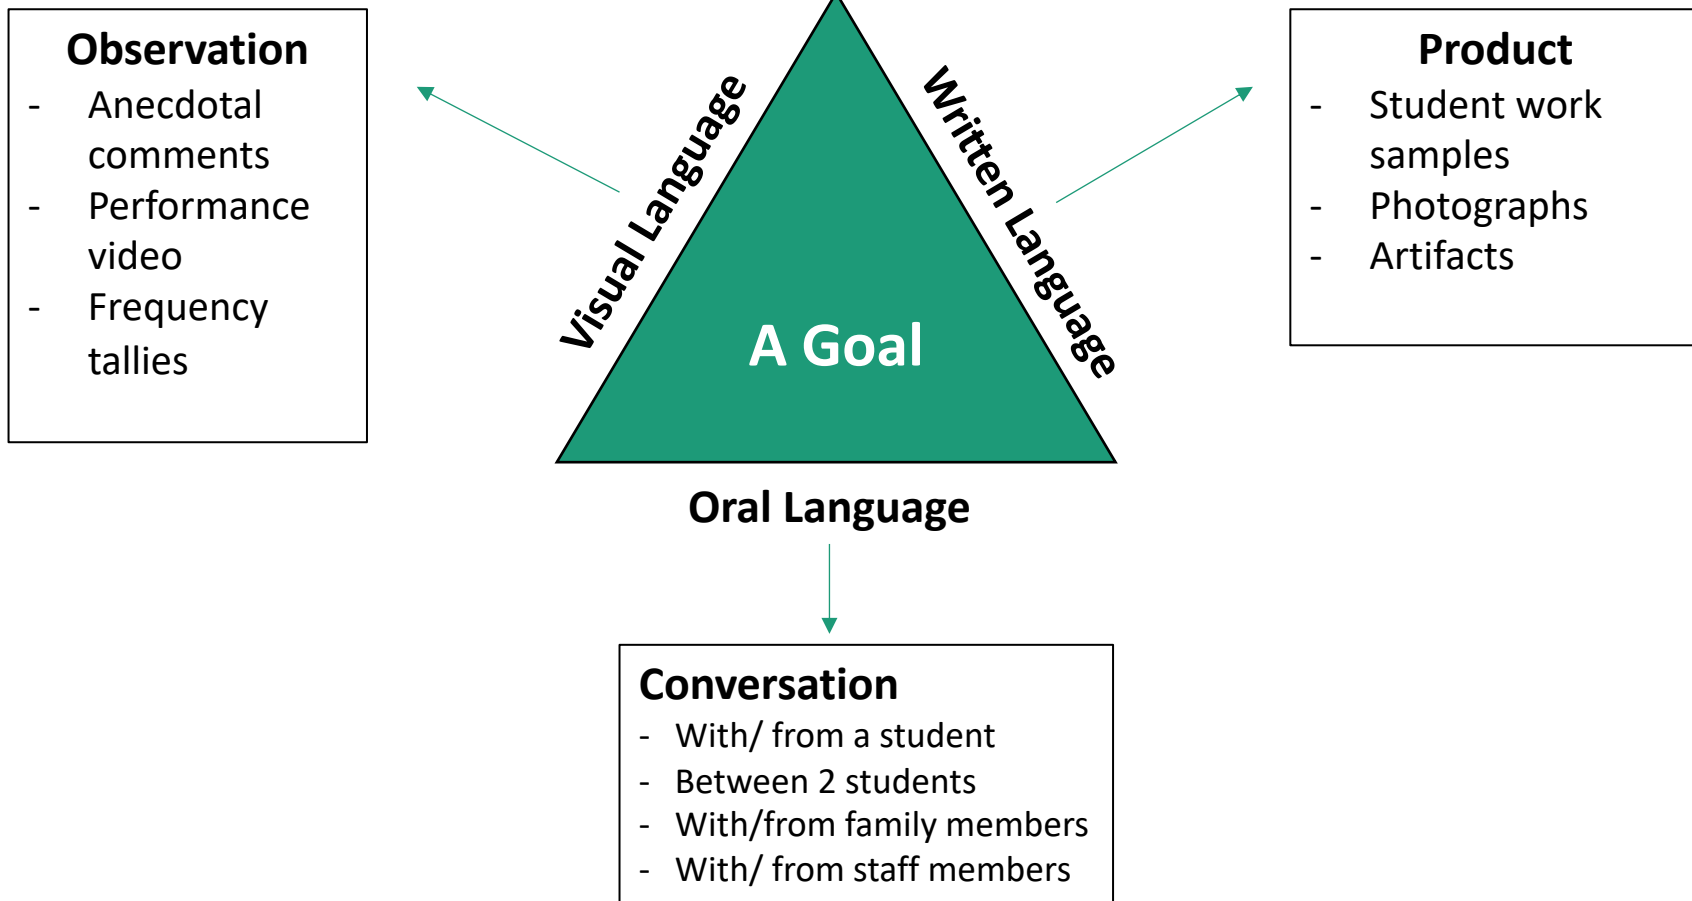 Observation
- Anecdotal
comments
- Performance
video
- Frequency
tallies
Visual Language
A Goal
Written Language
Product
- Student work
samples
- Photographs
- Artifacts
Oral Language
Conversation
- With/ from a student
- Between 2 students
- With/from family members
- With/ from staff members